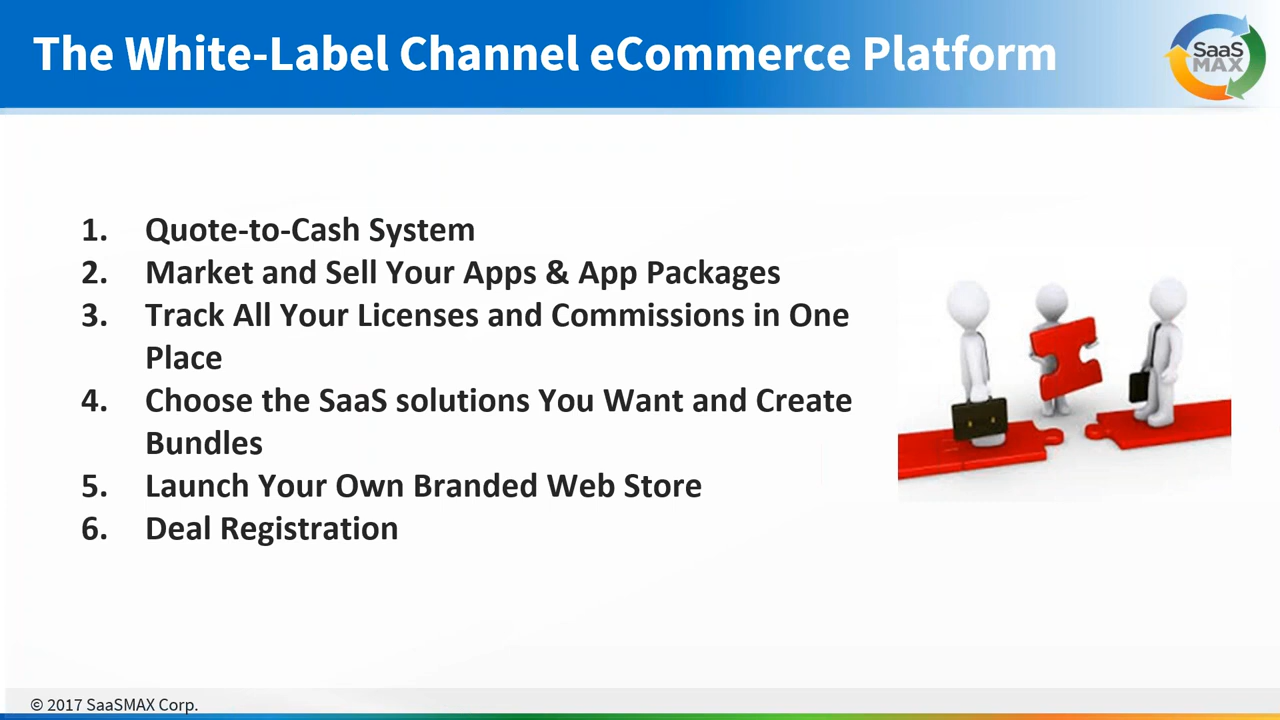 The White-Label Channel eCommerce Platform
SaaS
MAX
1. Quote-to-Cash System
2. Market and Sell Your Apps & App Packages
3. Track All Your Licenses and Commissions in One
Place
4. Choose the SaaS solutions You Want and Create
Bundles
5. Launch Your Own Branded Web Store
6. Deal Registration
© 2017 SaaSMAX Corp.